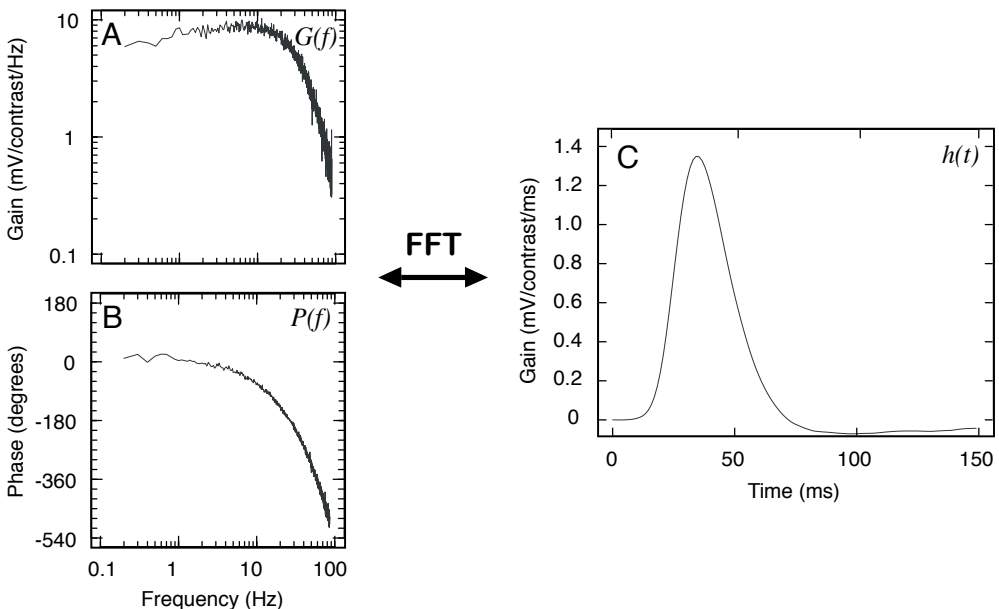 A
G(f)
10
1
0.1
Gain (mV/contrast/Hz)
B
P(f)
180
0
-180
-360
-540
Phase (degrees)
0.1 1 10 100
Frequency (Hz)
FFT
C
h(t)
1.4
1.2
1.0
0.8
0.6
0.4
0.2
0
Gain (mV/contrast/ms)
0 50 100 150
Time (ms)